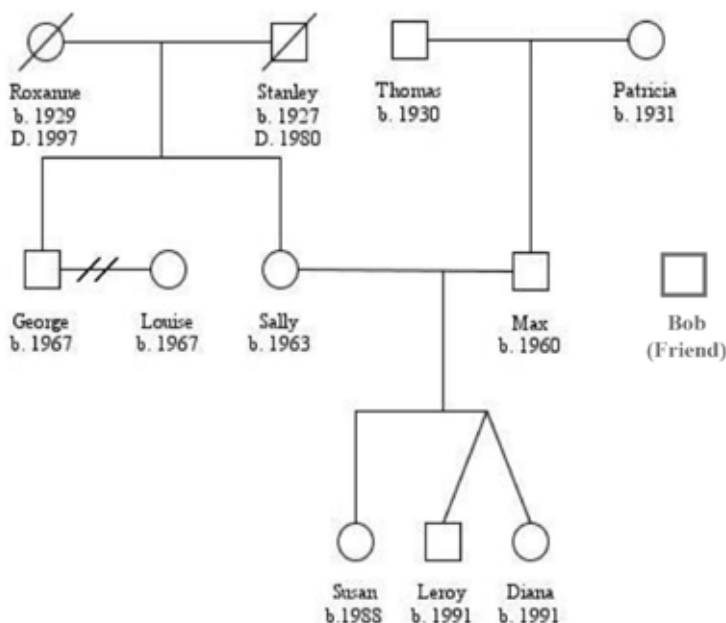 Roxanne
b. 1929
D. 1997
Stanley
b. 1927
D. 1980
Thomas
b. 1930
Patricia
b. 1931
George
b. 1967
Louise
b. 1967
Sally
b. 1963
Max
b. 1960
Bob
(Friend)
Susan
b.1988
Leroy
b. 1991
Diana
b. 1991